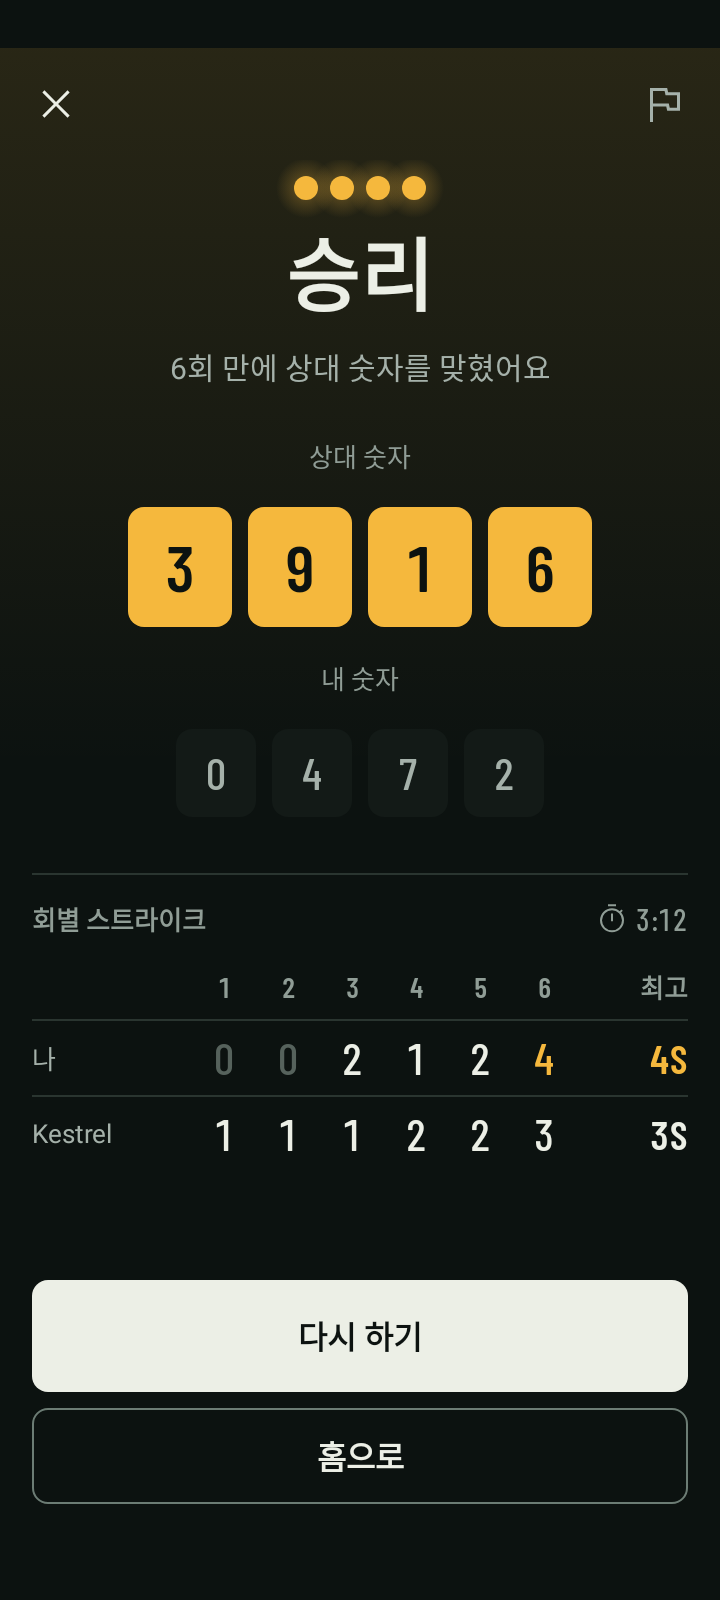 승리
6회 만에 상대 숫자를 맞혔어요
상대 숫자
3 9 1 6
내 숫자
0 4 7 2
회별 스트라이크 3:12
1 2 3 4 5 6 최고
나 0 0 2 1 2 4 4S
Kestrel 1 1 1 2 2 3 3S
다시 하기
홈으로